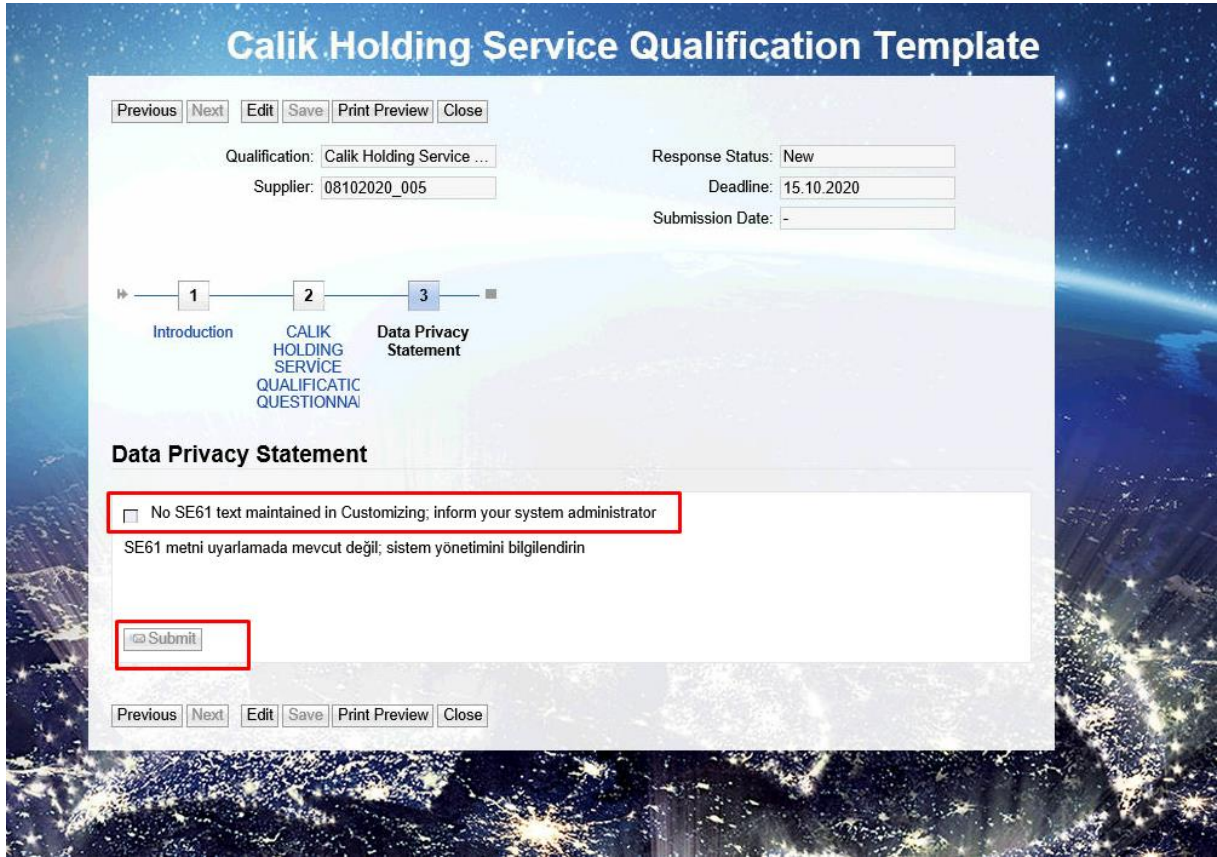 Calik Holding Service Qualification Template
Previous Next Edit Save Print Preview Close
Qualification: Calik Holding Service ... Response Status: New
Supplier: 08102020_005 Deadline: 15.10.2020
Submission Date: -
1 2 3
Introduction CALIK Data Privacy
HOLDING Statement
SERVİCE
QUALIFICATIC
QUESTIONNAI
Data Privacy Statement
No SE61 text maintained in Customizing; inform your system administrator
SE61 metni uyarlamada mevcut değil; sistem yönetimini bilgilendirin
Submit
Previous Next Edit Save Print Preview Close